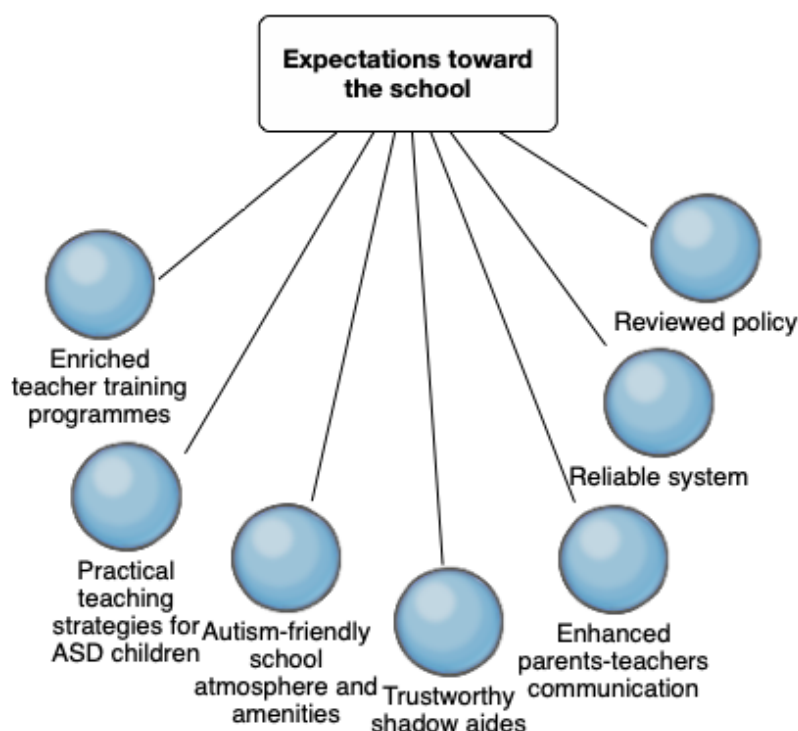 Expectations toward
the school
Enriched
teacher training
programmes
Practical
teaching
strategies for
ASD children
Autism-friendly
school
atmosphere and
amenities
Trustworthy
shadow aides
Enhanced
parents-teachers
communication
Reliable system
Reviewed policy